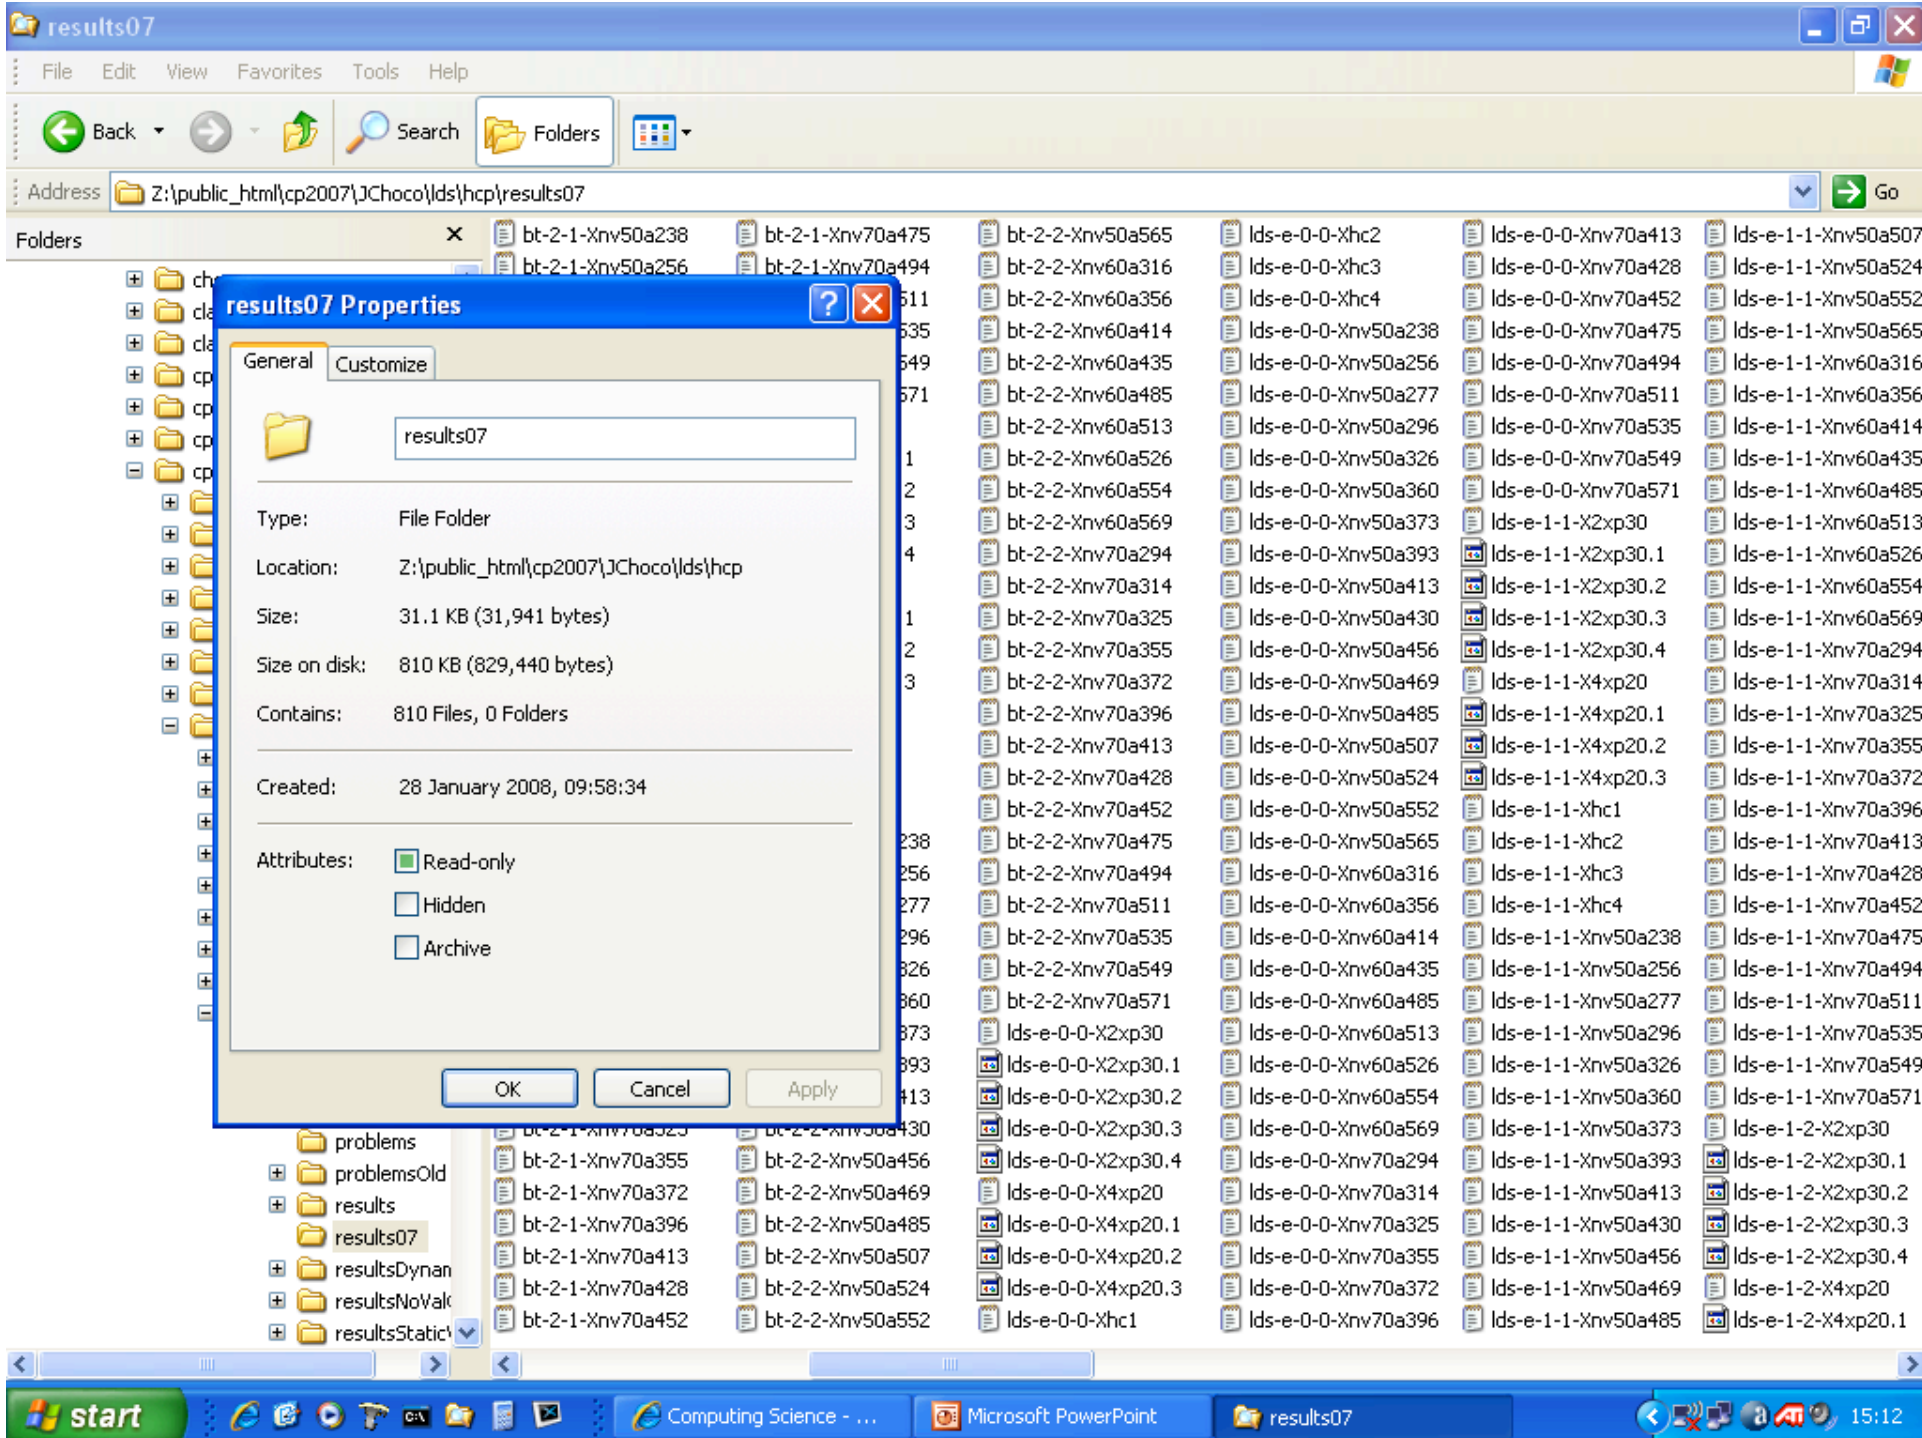 results07
File Edit View Favorites Tools Help
Back Search Folders
Address Z:\public_html\cp2007\JChoco\lds\hcp\results07 Go
Folders
problems
problemsOld
results
results07
resultsDynan
resultsNoVal
resultsStatic
results07 Properties
General Customize
results07
Type: File Folder
Location: Z:\public_html\cp2007\JChoco\lds\hcp
Size: 31.1 KB (31,941 bytes)
Size on disk: 810 KB (829,440 bytes)
Contains: 810 Files, 0 Folders
Created: 28 January 2008, 09:58:34
Attributes: Read-only
Hidden
Archive
OK Cancel Apply
bt-2-1-Xnv50a238
bt-2-1-Xnv50a256
bt-2-1-Xnv70a355
bt-2-1-Xnv70a372
bt-2-1-Xnv70a396
bt-2-1-Xnv70a413
bt-2-1-Xnv70a428
bt-2-1-Xnv70a452
bt-2-1-Xnv70a475
bt-2-1-Xnv70a494
511
535
549
571
1
2
3
4
1
2
3
238
256
277
296
326
360
373
393
413
bt-2-2-Xnv50a430
bt-2-2-Xnv50a456
bt-2-2-Xnv50a469
bt-2-2-Xnv50a485
bt-2-2-Xnv50a507
bt-2-2-Xnv50a524
bt-2-2-Xnv50a552
bt-2-2-Xnv50a565
bt-2-2-Xnv60a316
bt-2-2-Xnv60a356
bt-2-2-Xnv60a414
bt-2-2-Xnv60a435
bt-2-2-Xnv60a485
bt-2-2-Xnv60a513
bt-2-2-Xnv60a526
bt-2-2-Xnv60a554
bt-2-2-Xnv60a569
bt-2-2-Xnv70a294
bt-2-2-Xnv70a314
bt-2-2-Xnv70a325
bt-2-2-Xnv70a355
bt-2-2-Xnv70a372
bt-2-2-Xnv70a396
bt-2-2-Xnv70a413
bt-2-2-Xnv70a428
bt-2-2-Xnv70a452
bt-2-2-Xnv70a475
bt-2-2-Xnv70a494
bt-2-2-Xnv70a511
bt-2-2-Xnv70a535
bt-2-2-Xnv70a549
bt-2-2-Xnv70a571
lds-e-0-0-X2xp30
lds-e-0-0-X2xp30.1
lds-e-0-0-X2xp30.2
lds-e-0-0-X2xp30.3
lds-e-0-0-X2xp30.4
lds-e-0-0-X4xp20
lds-e-0-0-X4xp20.1
lds-e-0-0-X4xp20.2
lds-e-0-0-X4xp20.3
lds-e-0-0-Xhc1
lds-e-0-0-Xhc2
lds-e-0-0-Xhc3
lds-e-0-0-Xhc4
lds-e-0-0-Xnv50a238
lds-e-0-0-Xnv50a256
lds-e-0-0-Xnv50a277
lds-e-0-0-Xnv50a296
lds-e-0-0-Xnv50a326
lds-e-0-0-Xnv50a360
lds-e-0-0-Xnv50a373
lds-e-0-0-Xnv50a393
lds-e-0-0-Xnv50a413
lds-e-0-0-Xnv50a430
lds-e-0-0-Xnv50a456
lds-e-0-0-Xnv50a469
lds-e-0-0-Xnv50a485
lds-e-0-0-Xnv50a507
lds-e-0-0-Xnv50a524
lds-e-0-0-Xnv50a552
lds-e-0-0-Xnv50a565
lds-e-0-0-Xnv60a316
lds-e-0-0-Xnv60a356
lds-e-0-0-Xnv60a414
lds-e-0-0-Xnv60a435
lds-e-0-0-Xnv60a485
lds-e-0-0-Xnv60a513
lds-e-0-0-Xnv60a526
lds-e-0-0-Xnv60a554
lds-e-0-0-Xnv60a569
lds-e-0-0-Xnv70a294
lds-e-0-0-Xnv70a314
lds-e-0-0-Xnv70a325
lds-e-0-0-Xnv70a355
lds-e-0-0-Xnv70a372
lds-e-0-0-Xnv70a396
lds-e-0-0-Xnv70a413
lds-e-0-0-Xnv70a428
lds-e-0-0-Xnv70a452
lds-e-0-0-Xnv70a475
lds-e-0-0-Xnv70a494
lds-e-0-0-Xnv70a511
lds-e-0-0-Xnv70a535
lds-e-0-0-Xnv70a549
lds-e-0-0-Xnv70a571
lds-e-1-1-X2xp30
lds-e-1-1-X2xp30.1
lds-e-1-1-X2xp30.2
lds-e-1-1-X2xp30.3
lds-e-1-1-X2xp30.4
lds-e-1-1-X4xp20
lds-e-1-1-X4xp20.1
lds-e-1-1-X4xp20.2
lds-e-1-1-X4xp20.3
lds-e-1-1-Xhc1
lds-e-1-1-Xhc2
lds-e-1-1-Xhc3
lds-e-1-1-Xhc4
lds-e-1-1-Xnv50a238
lds-e-1-1-Xnv50a256
lds-e-1-1-Xnv50a277
lds-e-1-1-Xnv50a296
lds-e-1-1-Xnv50a326
lds-e-1-1-Xnv50a360
lds-e-1-1-Xnv50a373
lds-e-1-1-Xnv50a393
lds-e-1-1-Xnv50a413
lds-e-1-1-Xnv50a430
lds-e-1-1-Xnv50a456
lds-e-1-1-Xnv50a469
lds-e-1-1-Xnv50a485
lds-e-1-1-Xnv50a507
lds-e-1-1-Xnv50a524
lds-e-1-1-Xnv50a552
lds-e-1-1-Xnv50a565
lds-e-1-1-Xnv60a316
lds-e-1-1-Xnv60a356
lds-e-1-1-Xnv60a414
lds-e-1-1-Xnv60a435
lds-e-1-1-Xnv60a485
lds-e-1-1-Xnv60a513
lds-e-1-1-Xnv60a526
lds-e-1-1-Xnv60a554
lds-e-1-1-Xnv60a569
lds-e-1-1-Xnv70a294
lds-e-1-1-Xnv70a314
lds-e-1-1-Xnv70a325
lds-e-1-1-Xnv70a355
lds-e-1-1-Xnv70a372
lds-e-1-1-Xnv70a396
lds-e-1-1-Xnv70a413
lds-e-1-1-Xnv70a428
lds-e-1-1-Xnv70a452
lds-e-1-1-Xnv70a475
lds-e-1-1-Xnv70a494
lds-e-1-1-Xnv70a511
lds-e-1-1-Xnv70a535
lds-e-1-1-Xnv70a549
lds-e-1-1-Xnv70a571
lds-e-1-2-X2xp30
lds-e-1-2-X2xp30.1
lds-e-1-2-X2xp30.2
lds-e-1-2-X2xp30.3
lds-e-1-2-X2xp30.4
lds-e-1-2-X4xp20
lds-e-1-2-X4xp20.1
start Computing Science - ... Microsoft PowerPoint results07 15:12